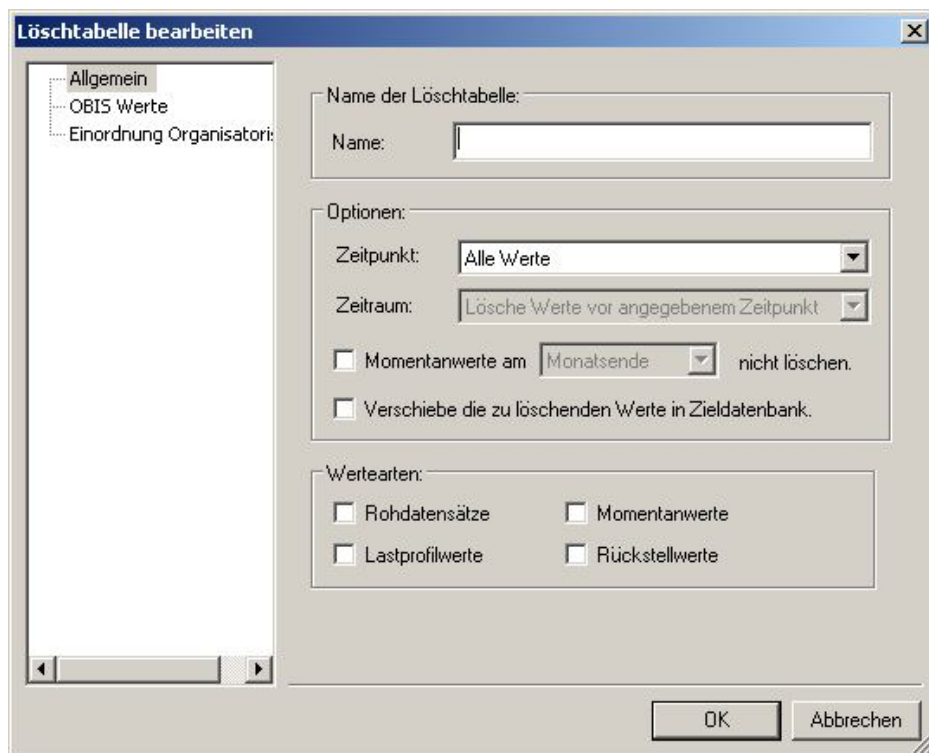 Löschtabelle bearbeiten
Allgemein
OBIS Werte
Einordnung Organisatoris
Name der Löschtabelle:
Name:
Optionen:
Zeitpunkt: Alle Werte
Zeitraum: Lösche Werte vor angegebenem Zeitpunkt
Momentanwerte am Monatsende nicht löschen.
Verschiebe die zu löschenden Werte in Zieldatenbank.
Wertearten:
Rohdatensätze Momentanwerte
Lastprofilwerte Rückstellwerte
OK Abbrechen